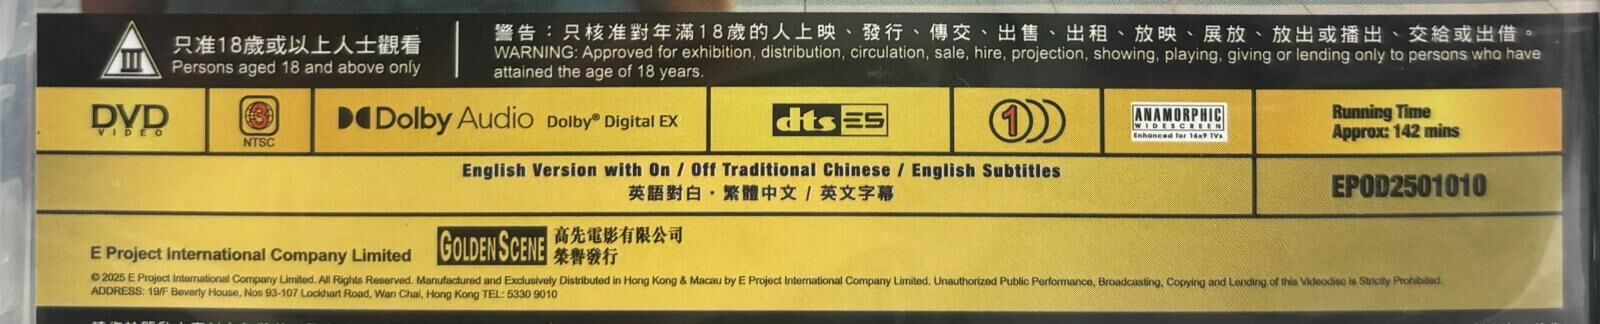 III
只准18歲或以上人士觀看
Persons aged 18 and above only
警告：只核准對年滿18歲的人上映、發行、傳交、出售、出租、放映、展放、放出或播出、交給或出借。
WARNING: Approved for exhibition, distribution, circulation, sale, hire, projection, showing, playing, giving or lending only to persons who have
attained the age of 18 years.
DVD
VIDEO
3
NTSC
Dolby Audio Dolby® Digital EX
dts ES
1
ANAMORPHIC
WIDESCREEN
Enhanced for 16x9 TVs
Running Time
Approx: 142 mins
English Version with On / Off Traditional Chinese / English Subtitles
英語對白・繁體中文 / 英文字幕
EPOD2501010
E Project International Company Limited
GOLDEN SCENE
高先電影有限公司
榮譽發行
© 2025 E Project International Company Limited. All Rights Reserved. Manufactured and Exclusively Distributed in Hong Kong & Macau by E Project International Company Limited. Unauthorized Public Performance, Broadcasting, Copying and Lending of this Videodisc is Strictly Prohibited.
ADDRESS: 19/F Beverly House, Nos 93-107 Lockhart Road, Wan Chai, Hong Kong TEL: 5330 9010